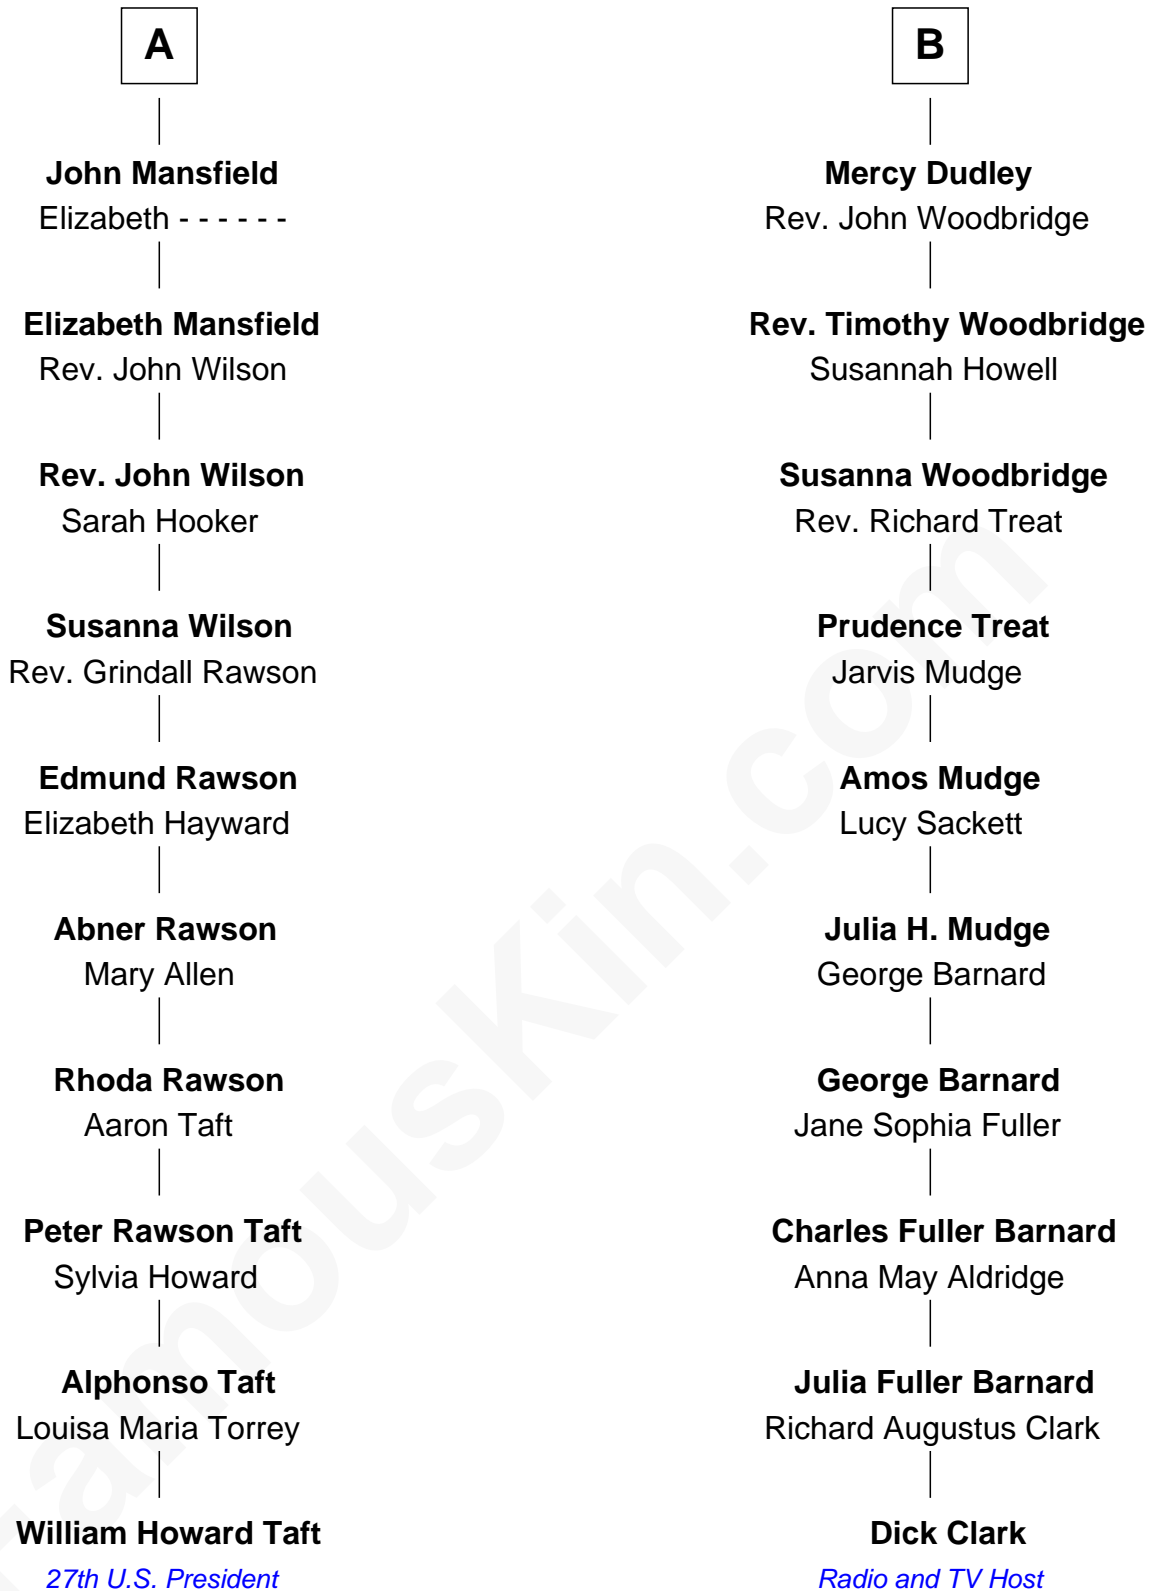 A
John Mansfield
Elizabeth - - - - - -
Elizabeth Mansfield
Rev. John Wilson
Rev. John Wilson
Sarah Hooker
Susanna Wilson
Rev. Grindall Rawson
Edmund Rawson
Elizabeth Hayward
Abner Rawson
Mary Allen
Rhoda Rawson
Aaron Taft
Peter Rawson Taft
Sylvia Howard
Alphonso Taft
Louisa Maria Torrey
William Howard Taft
27th U.S. President
B
Mercy Dudley
Rev. John Woodbridge
Rev. Timothy Woodbridge
Susannah Howell
Susanna Woodbridge
Rev. Richard Treat
Prudence Treat
Jarvis Mudge
Amos Mudge
Lucy Sackett
Julia H. Mudge
George Barnard
George Barnard
Jane Sophia Fuller
Charles Fuller Barnard
Anna May Aldridge
Julia Fuller Barnard
Richard Augustus Clark
Dick Clark
Radio and TV Host
FamousKin.com